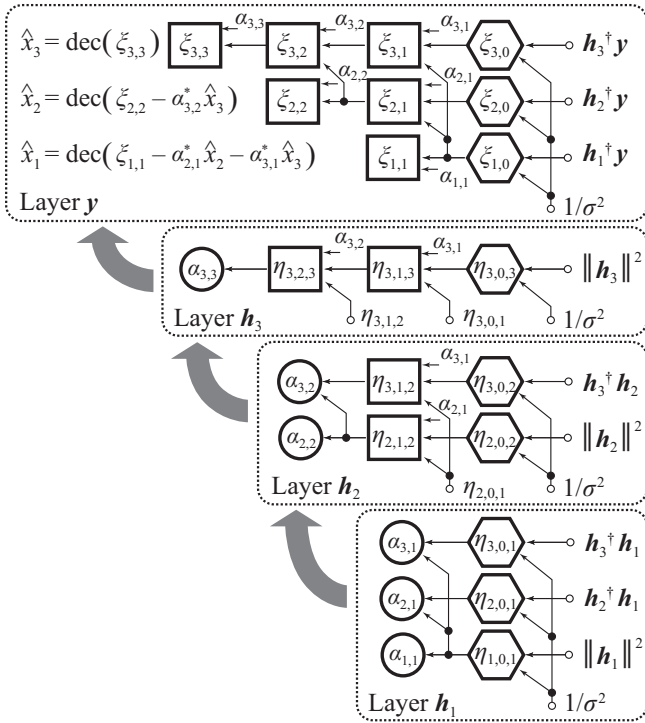 x̂₃ = dec(ξ₃,₃) ξ₃,₃ α₃,₃ ξ₃,₂ α₃,₂ ξ₃,₁ α₃,₁ ξ₃,₀ h₃† y
x̂₂ = dec(ξ₂,₂ − α*₃,₂ x̂₃) ξ₂,₂ α₂,₂ ξ₂,₁ α₂,₁ ξ₂,₀ h₂† y
x̂₁ = dec(ξ₁,₁ − α*₂,₁ x̂₂ − α*₃,₁ x̂₃) ξ₁,₁ α₁,₁ ξ₁,₀ h₁† y
Layer y 1/σ²
α₃,₃ η₃,₂,₃ α₃,₂ η₃,₁,₃ α₃,₁ η₃,₀,₃ ‖h₃‖²
Layer h₃ η₃,₁,₂ η₃,₀,₁ 1/σ²
α₃,₂ η₃,₁,₂ α₃,₁ η₃,₀,₂ h₃† h₂
α₂,₂ η₂,₁,₂ α₂,₁ η₂,₀,₂ ‖h₂‖²
Layer h₂ η₂,₀,₁ 1/σ²
α₃,₁ η₃,₀,₁ h₃† h₁
α₂,₁ η₂,₀,₁ h₂† h₁
α₁,₁ η₁,₀,₁ ‖h₁‖²
Layer h₁ 1/σ²